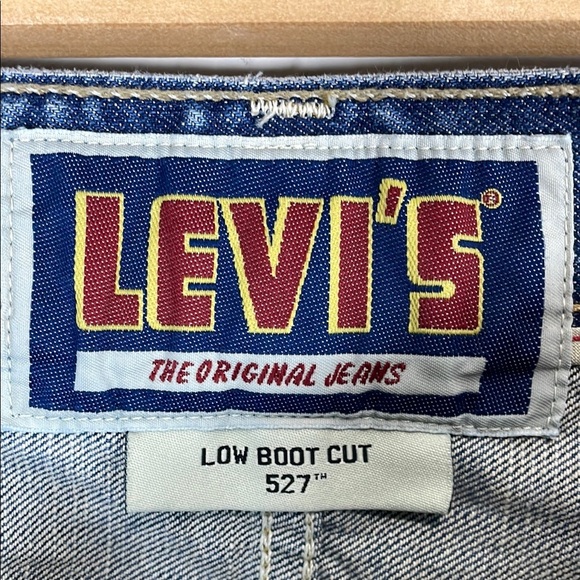 LEVI'S®
THE ORIGINAL JEANS
LOW BOOT CUT
527™